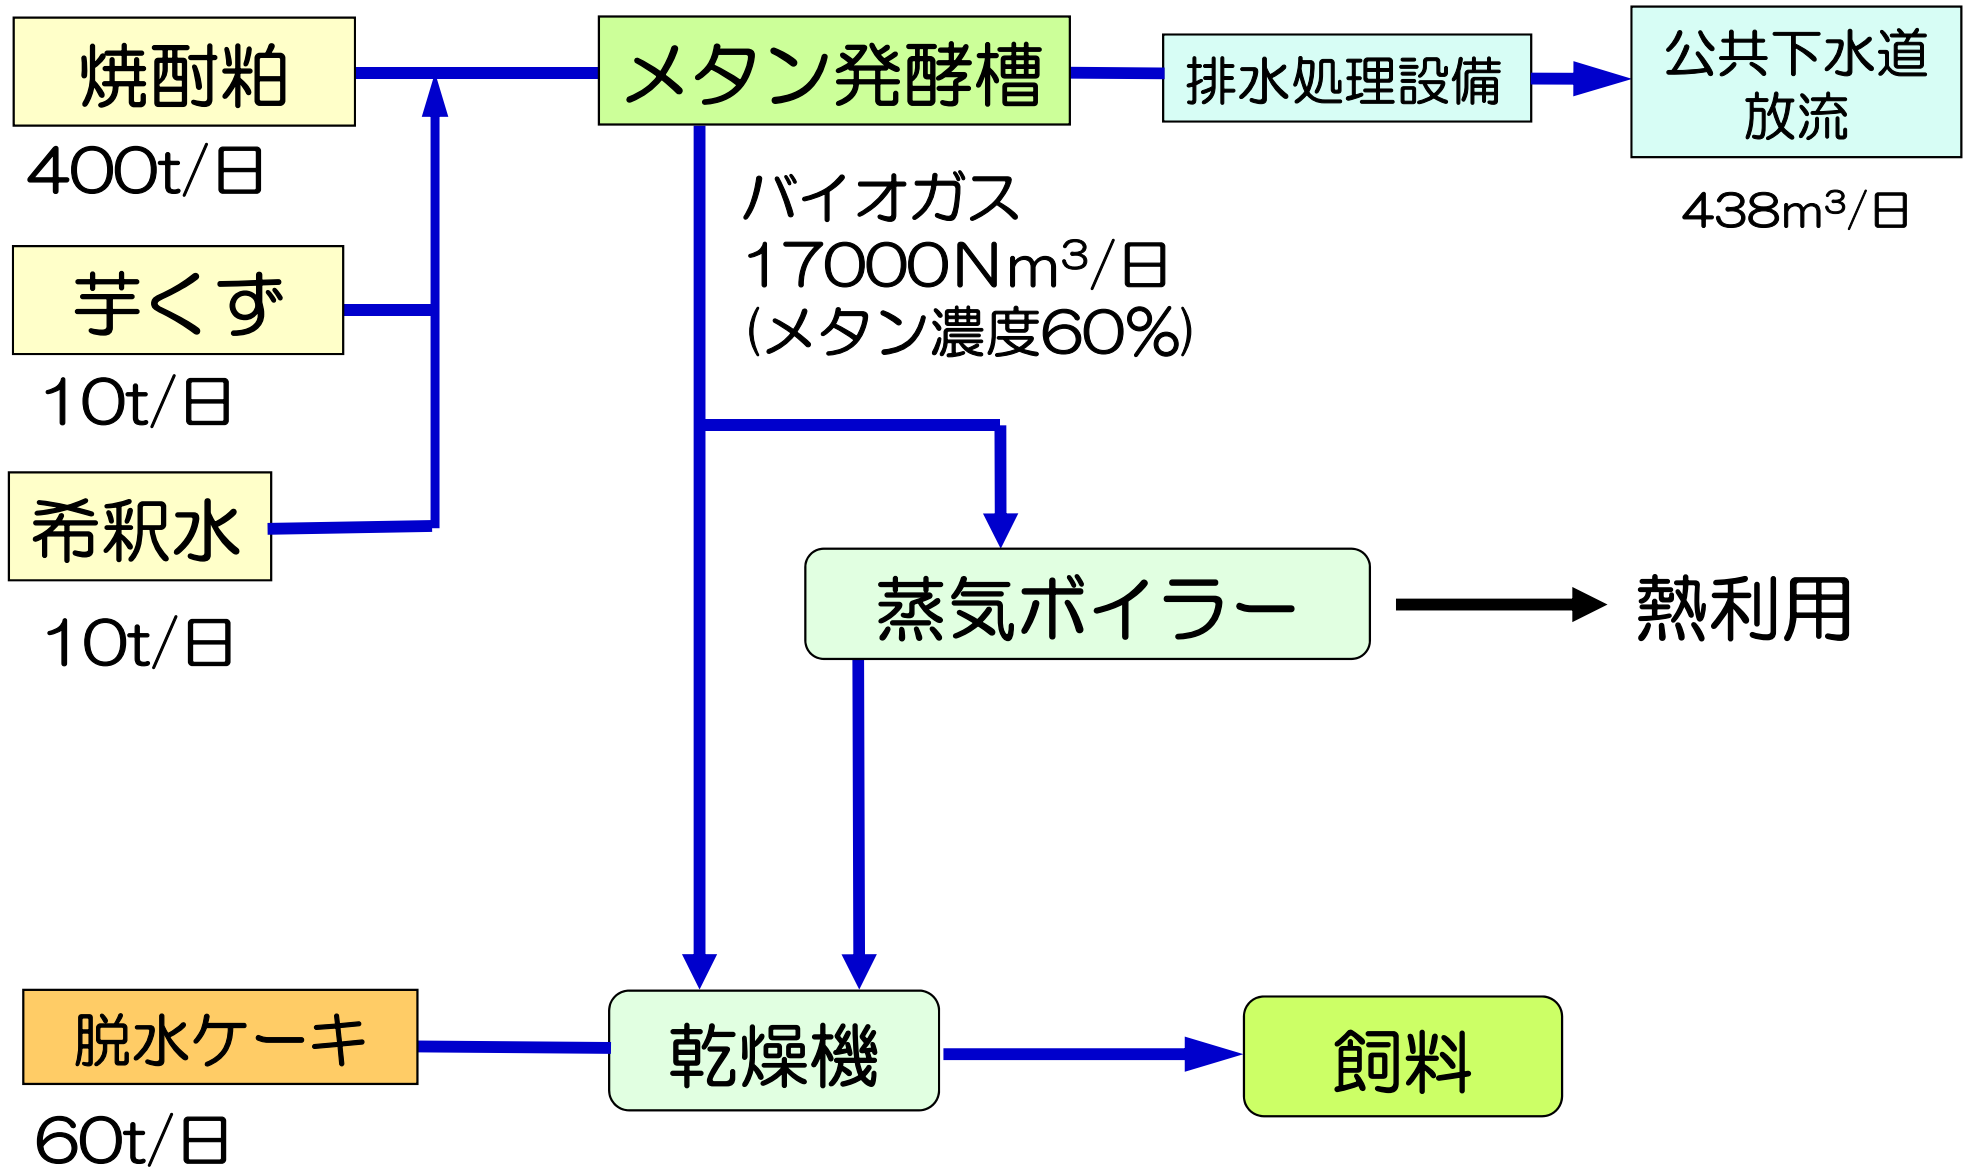 焼酎粕
400t/日
芋くず
10t/日
希釈水
10t/日
メタン発酵槽
排水処理設備
公共下水道
放流
438m³/日
バイオガス
17000Nm³/日
(メタン濃度60%)
蒸気ボイラー
熱利用
脱水ケーキ
60t/日
乾燥機
飼料